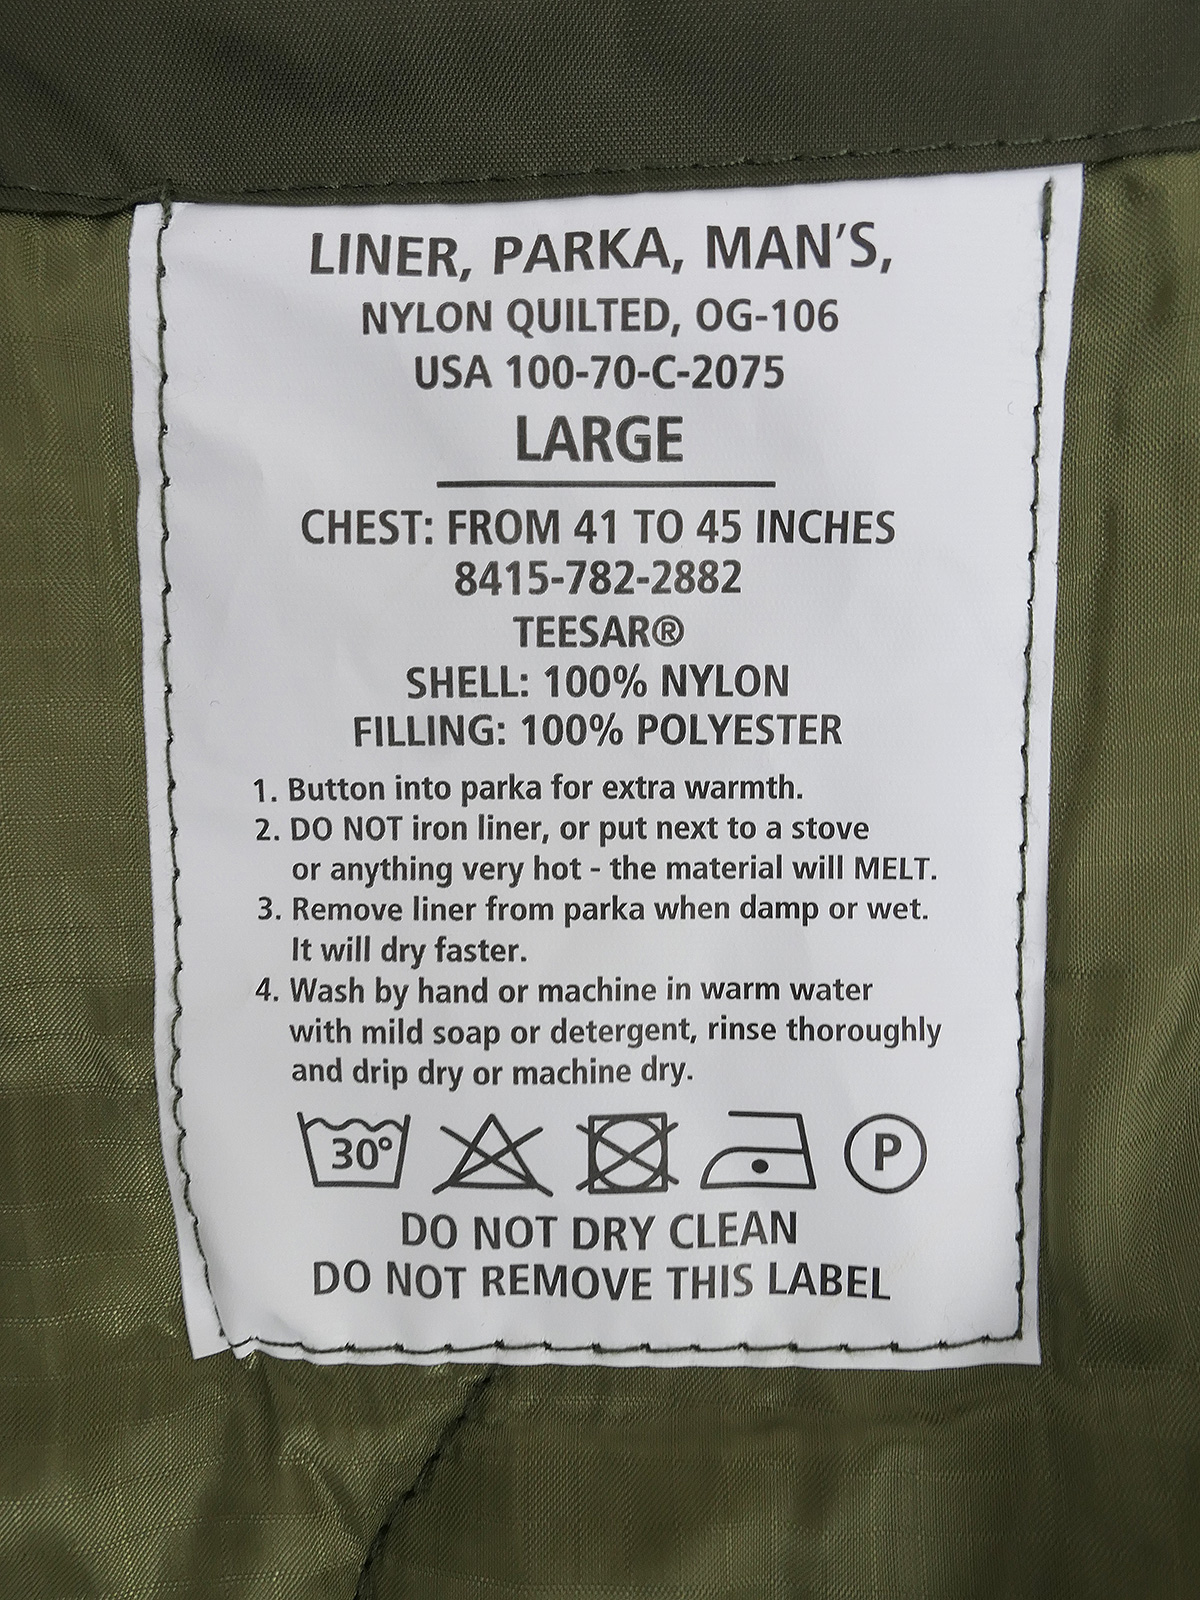 LINER, PARKA, MAN'S,
NYLON QUILTED, OG-106
USA 100-70-C-2075
LARGE
CHEST: FROM 41 TO 45 INCHES
8415-782-2882
TEESAR®
SHELL: 100% NYLON
FILLING: 100% POLYESTER
1. Button into parka for extra warmth.
2. DO NOT iron liner, or put next to a stove
or anything very hot - the material will MELT.
3. Remove liner from parka when damp or wet.
It will dry faster.
4. Wash by hand or machine in warm water
with mild soap or detergent, rinse thoroughly
and drip dry or machine dry.
30° P
DO NOT DRY CLEAN
DO NOT REMOVE THIS LABEL